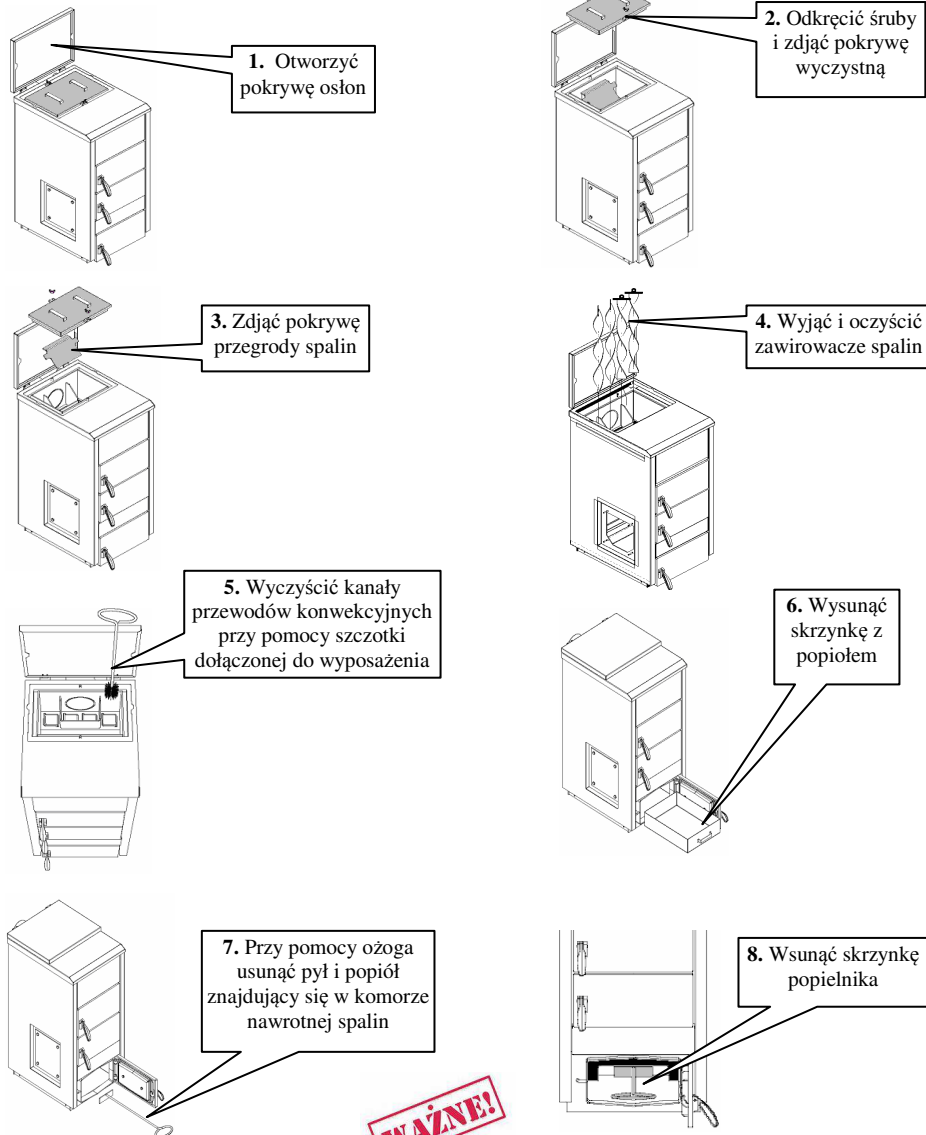 1. Otworzyć
pokrywę osłon
2. Odkręcić śruby
i zdjąć pokrywę
wyczystną
3. Zdjąć pokrywę
przegrody spalin
4. Wyjąć i oczyścić
zawirowacze spalin
5. Wyczyścić kanały
przewodów konwekcyjnych
przy pomocy szczotki
dołączonej do wyposażenia
6. Wysunąć
skrzynkę z
popiołem
7. Przy pomocy ożoga
usunąć pył i popiół
znajdujący się w komorze
nawrotnej spalin
8. Wsunąć skrzynkę
popielnika
WAŻNE!